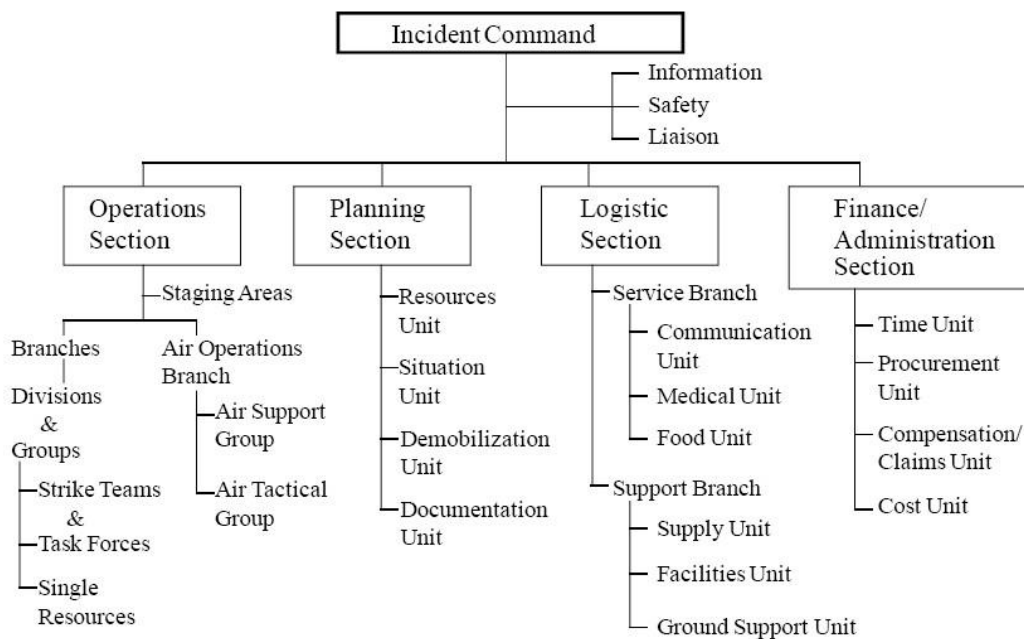 Incident Command
Information
Safety
Liaison
Operations
Section
Planning
Section
Logistic
Section
Finance/
Administration
Section
Staging Areas
Branches
Divisions
&
Groups
Strike Teams
&
Task Forces
Single
Resources
Air Operations
Branch
Air Support
Group
Air Tactical
Group
Resources
Unit
Situation
Unit
Demobilization
Unit
Documentation
Unit
Service Branch
Communication
Unit
Medical Unit
Food Unit
Support Branch
Supply Unit
Facilities Unit
Ground Support Unit
Time Unit
Procurement
Unit
Compensation/
Claims Unit
Cost Unit